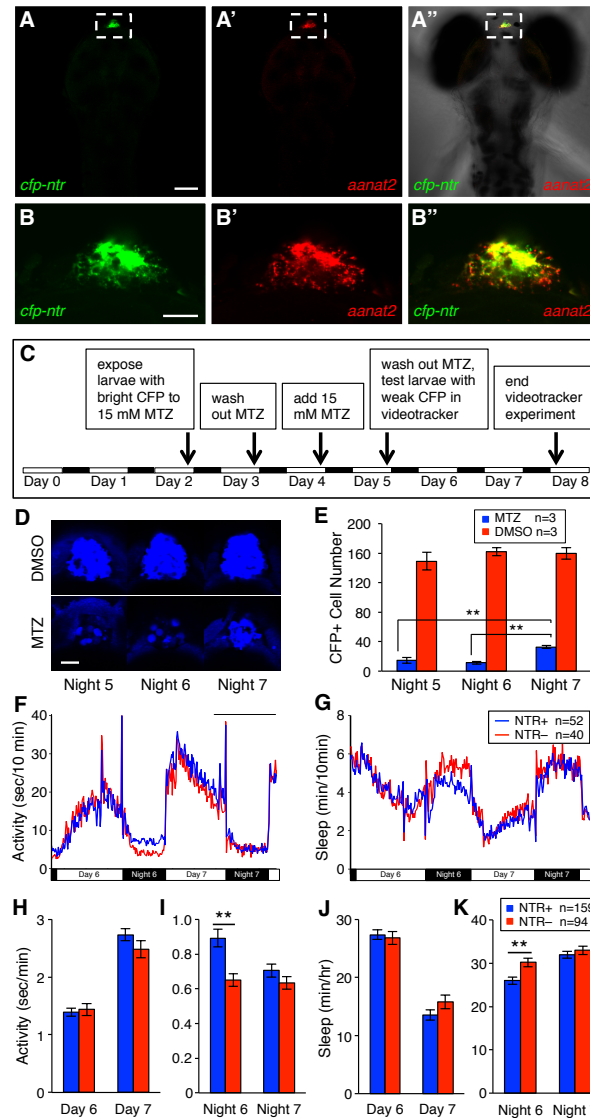 A
A'
A''
cfp-ntr
aanat2
cfp-ntr
aanat2
B
B'
B''
cfp-ntr
aanat2
cfp-ntr
aanat2
C
expose
larvae with
bright CFP to
15 mM MTZ
wash
out MTZ
add 15
mM MTZ
wash out MTZ,
test larvae with
weak CFP in
videotracker
end
videotracker
experiment
Day 0
Day 1
Day 2
Day 3
Day 4
Day 5
Day 6
Day 7
Day 8
D
DMSO
MTZ
Night 5
Night 6
Night 7
E
MTZ n=3
DMSO n=3
CFP+ Cell Number
200
160
120
80
40
0
**
**
Night 5
Night 6
Night 7
F
Activity (sec/10 min)
40
30
20
10
0
Day 6
Night 6
Day 7
Night 7
G
NTR+ n=52
NTR– n=40
Sleep (min/10min)
8
6
4
2
0
Day 6
Night 6
Day 7
Night 7
H
Activity (sec/min)
3
2
1
0
Day 6
Day 7
I
1.0
0.8
0.6
0.4
0.2
0
**
Night 6
Night 7
J
Sleep (min/hr)
30
20
10
0
Day 6
Day 7
K
NTR+ n=159
NTR– n=94
40
30
20
10
0
**
Night 6
Night